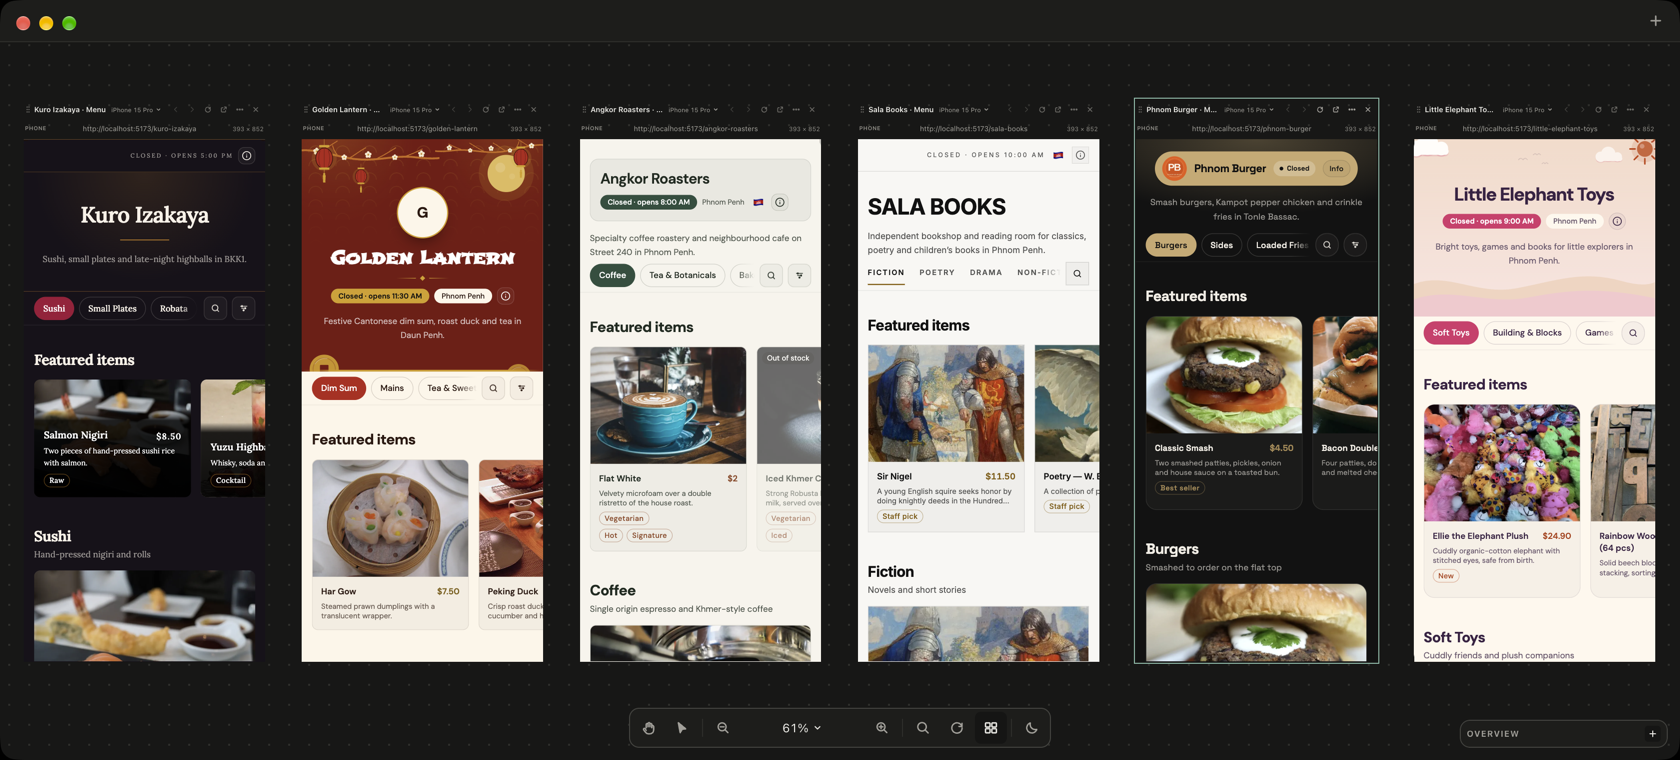 Kuro Izakaya · Menu
iPhone 15 Pro
PHONE
http://localhost:5173/kuro-izakaya
393 × 852
CLOSED · OPENS 5:00 PM
Kuro Izakaya
Sushi, small plates and late-night highballs in BKK1.
Sushi
Small Plates
Robata
Featured items
Salmon Nigiri
$8.50
Two pieces of hand-pressed sushi rice
with salmon.
Raw
Yuzu Highba
Whisky, soda an
Cocktail
Sushi
Hand-pressed nigiri and rolls
Golden Lantern · ...
iPhone 15 Pro
PHONE
http://localhost:5173/golden-lantern
393 × 852
G
GOLDEN LANTERN
Closed · opens 11:30 AM
Phnom Penh
Festive Cantonese dim sum, roast duck and tea in
Daun Penh.
Dim Sum
Mains
Tea & Swee
Featured items
Har Gow
$7.50
Steamed prawn dumplings with a
translucent wrapper.
Peking Duck
Crisp roast duck
cucumber and h
Angkor Roasters · ...
iPhone 15 Pro
PHONE
http://localhost:5173/angkor-roasters
393 × 852
Angkor Roasters
Closed · opens 8:00 AM
Phnom Penh
Specialty coffee roastery and neighbourhood cafe on
Street 240 in Phnom Penh.
Coffee
Tea & Botanicals
Bak
Featured items
Out of stock
Flat White
$2
Velvety microfoam over a double
ristretto of the house roast.
Vegetarian
Hot
Signature
Iced Khmer C
Strong Robusta
milk, served ove
Vegetarian
Iced
Coffee
Single origin espresso and Khmer-style coffee
Sala Books · Menu
iPhone 15 Pro
PHONE
http://localhost:5173/sala-books
393 × 852
CLOSED · OPENS 10:00 AM
SALA BOOKS
Independent bookshop and reading room for classics,
poetry and children's books in Phnom Penh.
FICTION
POETRY
DRAMA
NON-FICT
Featured items
Sir Nigel
$11.50
A young English squire seeks honor by
doing knightly deeds in the Hundred...
Staff pick
Poetry — W. B
A collection of p
Staff pick
Fiction
Novels and short stories
Phnom Burger · M...
iPhone 15 Pro
PHONE
http://localhost:5173/phnom-burger
393 × 852
PB
Phnom Burger
Closed
Info
Smash burgers, Kampot pepper chicken and crinkle
fries in Tonle Bassac.
Burgers
Sides
Loaded Fries
Featured items
Classic Smash
$4.50
Two smashed patties, pickles, onion
and house sauce on a toasted bun.
Best seller
Bacon Double
Four patties, do
and melted che
Burgers
Smashed to order on the flat top
Little Elephant To...
iPhone 15 Pro
PHONE
http://localhost:5173/little-elephant-toys
393 × 852
Little Elephant Toys
Closed · opens 9:00 AM
Phnom Penh
Bright toys, games and books for little explorers in
Phnom Penh.
Soft Toys
Building & Blocks
Games
Featured items
Ellie the Elephant Plush
$24.90
Cuddly organic-cotton elephant with
stitched eyes, safe from birth.
New
Rainbow Woo
(64 pcs)
Solid beech bloc
stacking, sorting
Soft Toys
Cuddly friends and plush companions
61%
OVERVIEW